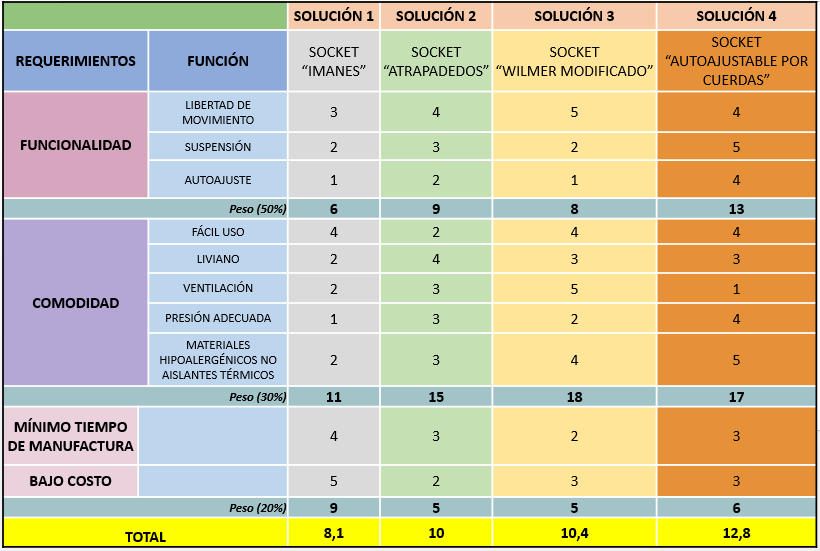 SOLUCIÓN 1 SOLUCIÓN 2 SOLUCIÓN 3 SOLUCIÓN 4
REQUERIMIENTOS FUNCIÓN SOCKET “IMANES” SOCKET “ATRAPADEDOS” SOCKET “WILMER MODIFICADO” SOCKET “AUTOAJUSTABLE POR CUERDAS”
FUNCIONALIDAD
LIBERTAD DE MOVIMIENTO 3 4 5 4
SUSPENSIÓN 2 3 2 5
AUTOAJUSTE 1 2 1 4
Peso (50%) 6 9 8 13
COMODIDAD
FÁCIL USO 4 2 4 4
LIVIANO 2 4 3 3
VENTILACIÓN 2 3 5 1
PRESIÓN ADECUADA 1 3 2 4
MATERIALES HIPOALERGÉNICOS NO AISLANTES TÉRMICOS 2 3 4 5
Peso (30%) 11 15 18 17
MÍNIMO TIEMPO DE MANUFACTURA 4 3 2 3
BAJO COSTO 5 2 3 3
Peso (20%) 9 5 5 6
TOTAL 8,1 10 10,4 12,8